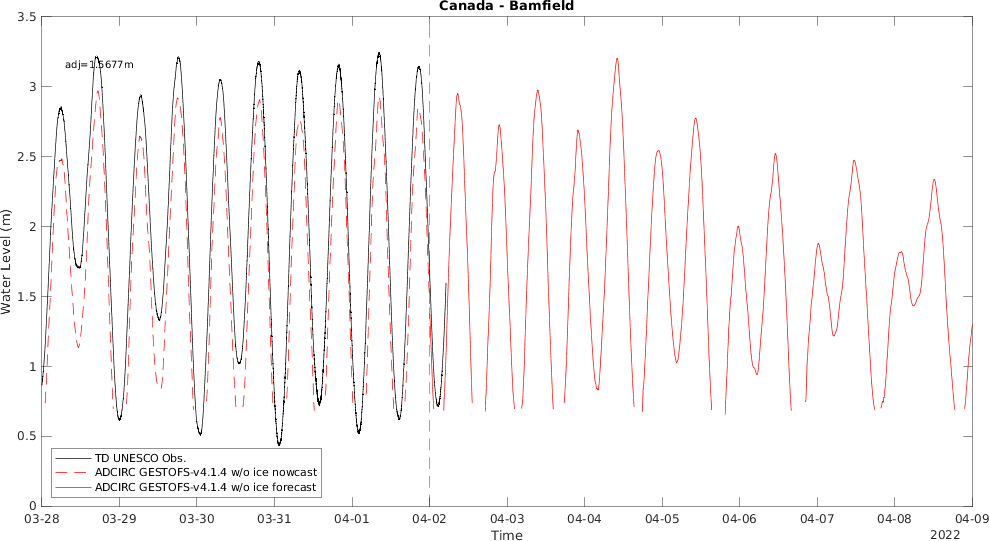 Canada - Bamfield
3.5
3
2.5
2
1.5
1
0.5
0
Water Level (m)
adj=1.5677m
TD UNESCO Obs.
ADCIRC GESTOFS-v4.1.4 w/o ice nowcast
ADCIRC GESTOFS-v4.1.4 w/o ice forecast
03-28 03-29 03-30 03-31 04-01 04-02 04-03 04-04 04-05 04-06 04-07 04-08 04-09
Time
2022